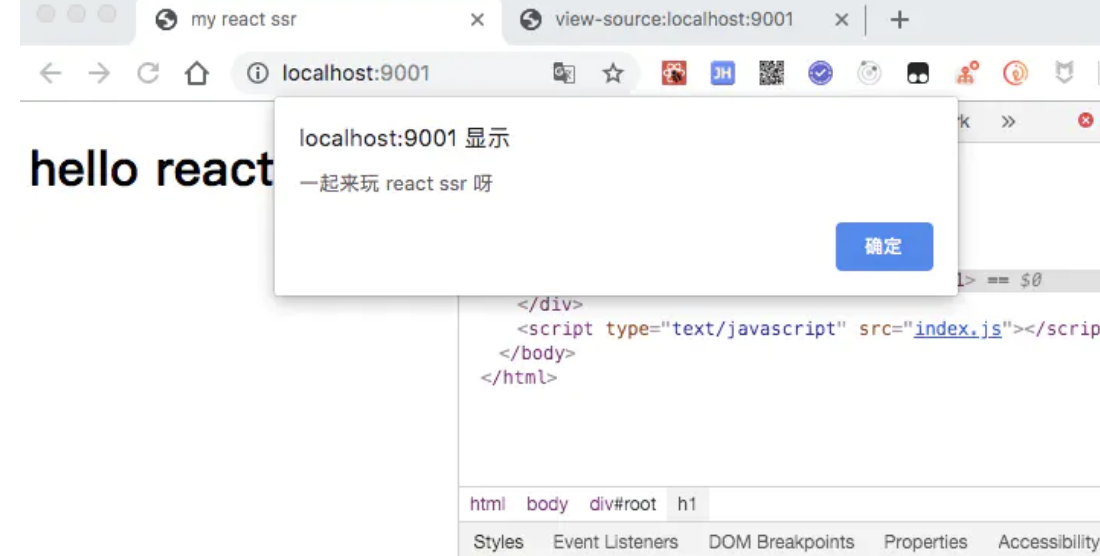 my react ssr
view-source:localhost:9001
localhost:9001
JH
localhost:9001 显示
一起来玩 react ssr 呀
确定
hello react
rk »
1> == $0
</div>
<script type="text/javascript" src="index.js"></scrip
</body>
</html>
html body div#root h1
Styles Event Listeners DOM Breakpoints Properties Accessibility